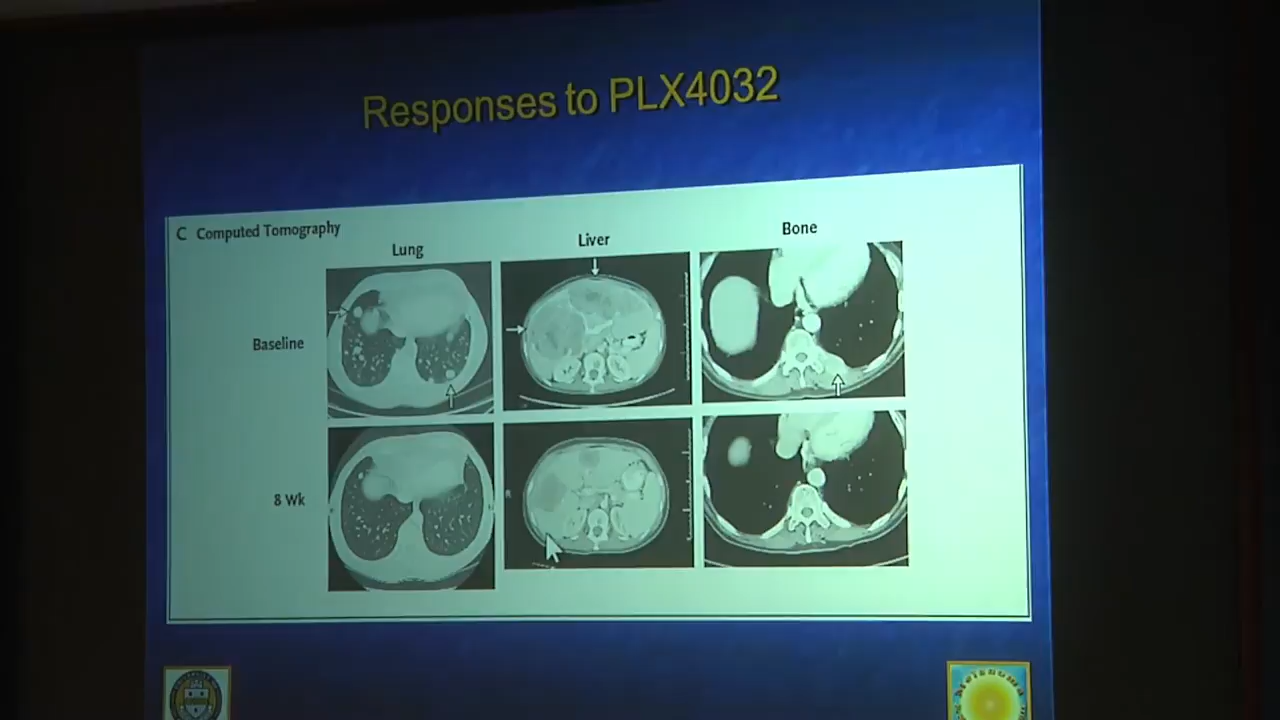 Responses to PLX4032
C Computed Tomography
Lung
Liver
Bone
Baseline
8 Wk